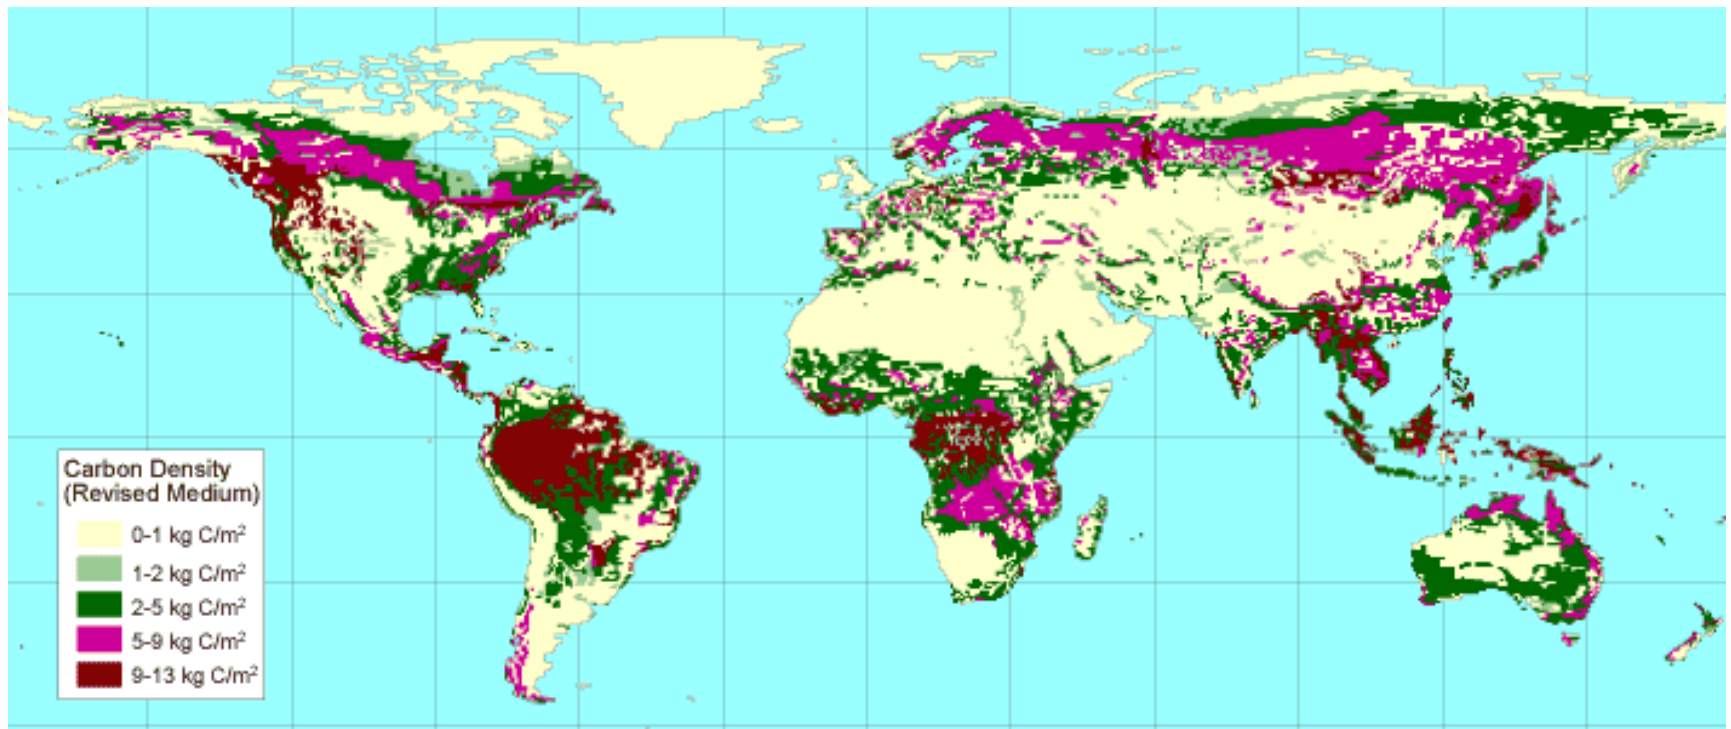 Carbon Density
(Revised Medium)
0-1 kg C/m²
1-2 kg C/m²
2-5 kg C/m²
5-9 kg C/m²
9-13 kg C/m²